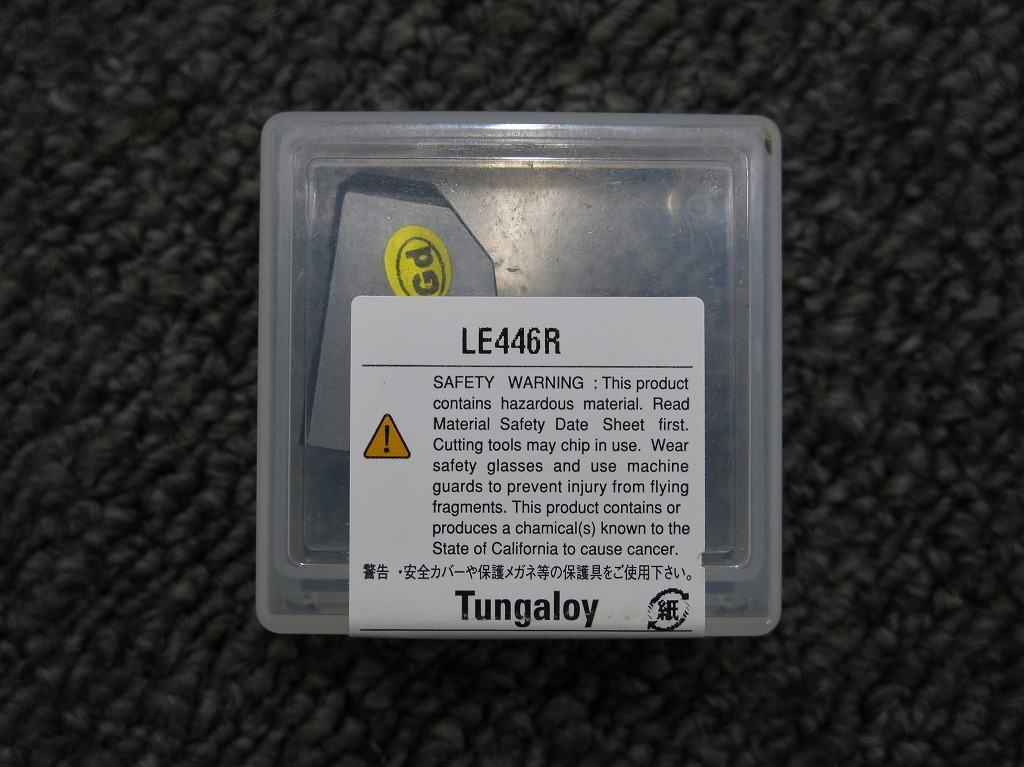 PG
LE446R
SAFETY WARNING : This product
contains hazardous material. Read
Material Safety Date Sheet first.
Cutting tools may chip in use. Wear
safety glasses and use machine
guards to prevent injury from flying
fragments. This product contains or
produces a chamical(s) known to the
State of California to cause cancer.
警告 ・安全カバーや保護メガネ等の保護具をご使用下さい。
Tungaloy
紙